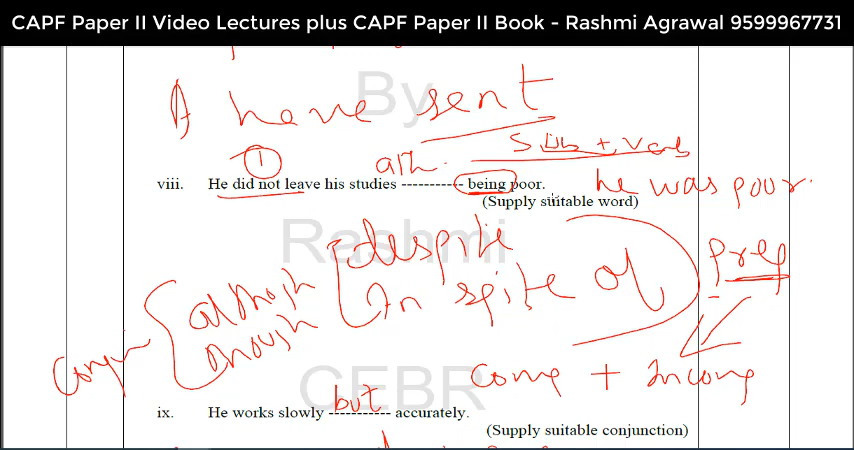 CAPF Paper II Video Lectures plus CAPF Paper II Book - Rashmi Agrawal 9599967731
By
I have sent
1
Sub + Verb
alth.
viii. He did not leave his studies ----------- being poor.
he was poor.
(Supply suitable word)
Rashmi
despite
Prep
In spite of
although
though
Conj
Comp + Incomp
CEBR
but
ix. He works slowly ----------- accurately.
(Supply suitable conjunction)